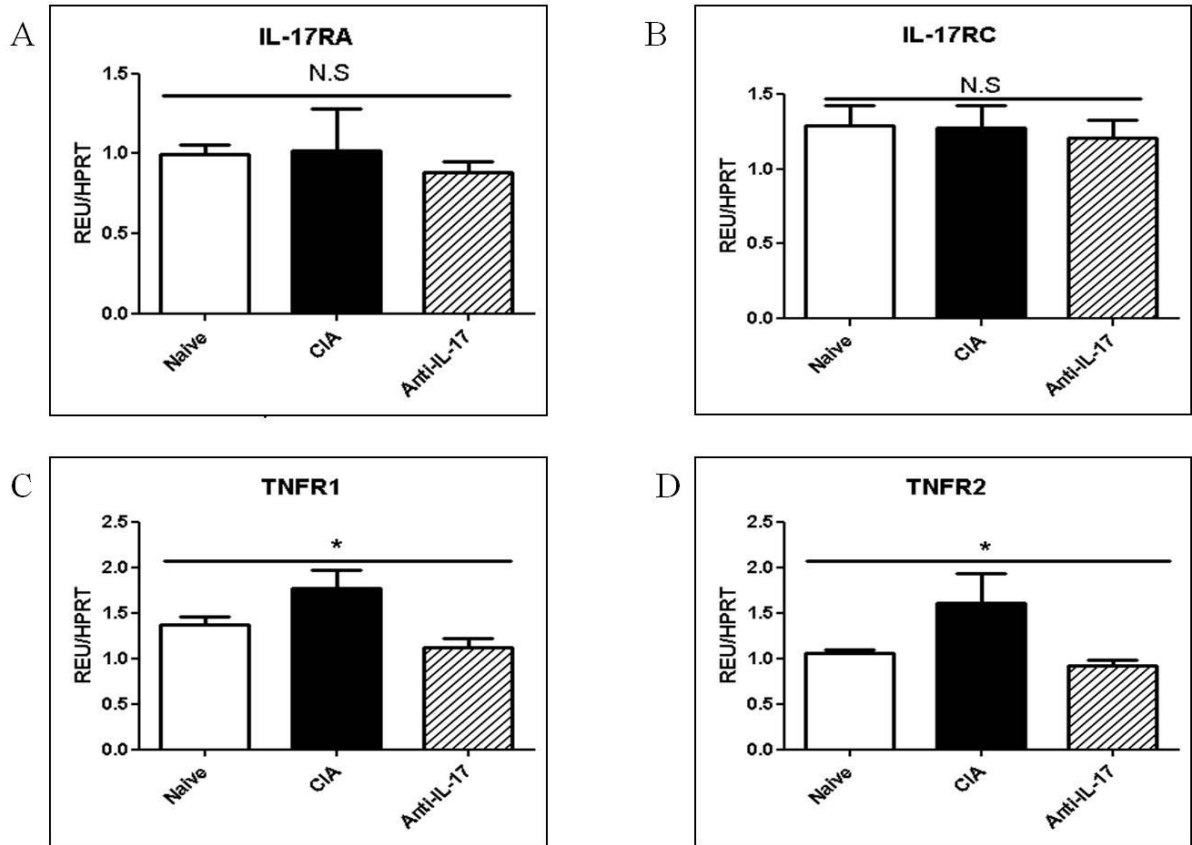 A
IL-17RA
N.S
REU/HPRT
1.5
1.0
0.5
0.0
Naive
CIA
Anti-IL-17
B
IL-17RC
N.S
REU/HPRT
1.5
1.0
0.5
0.0
Naive
CIA
Anti-IL-17
C
TNFR1
*
REU/HPRT
2.5
2.0
1.5
1.0
0.5
0.0
Naive
CIA
Anti-IL-17
D
TNFR2
*
REU/HPRT
2.5
2.0
1.5
1.0
0.5
0.0
Naive
CIA
Anti-IL-17